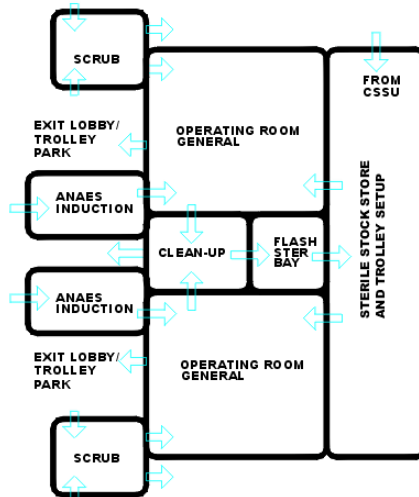 SCRUB
FROM
CSSU
EXIT LOBBY/
TROLLEY
PARK
OPERATING ROOM
GENERAL
ANAES
INDUCTION
CLEAN-UP
FLASH
STER
BAY
STERILE STOCK STORE
AND TROLLEY SETUP
ANAES
INDUCTION
EXIT LOBBY/
TROLLEY
PARK
OPERATING ROOM
GENERAL
SCRUB